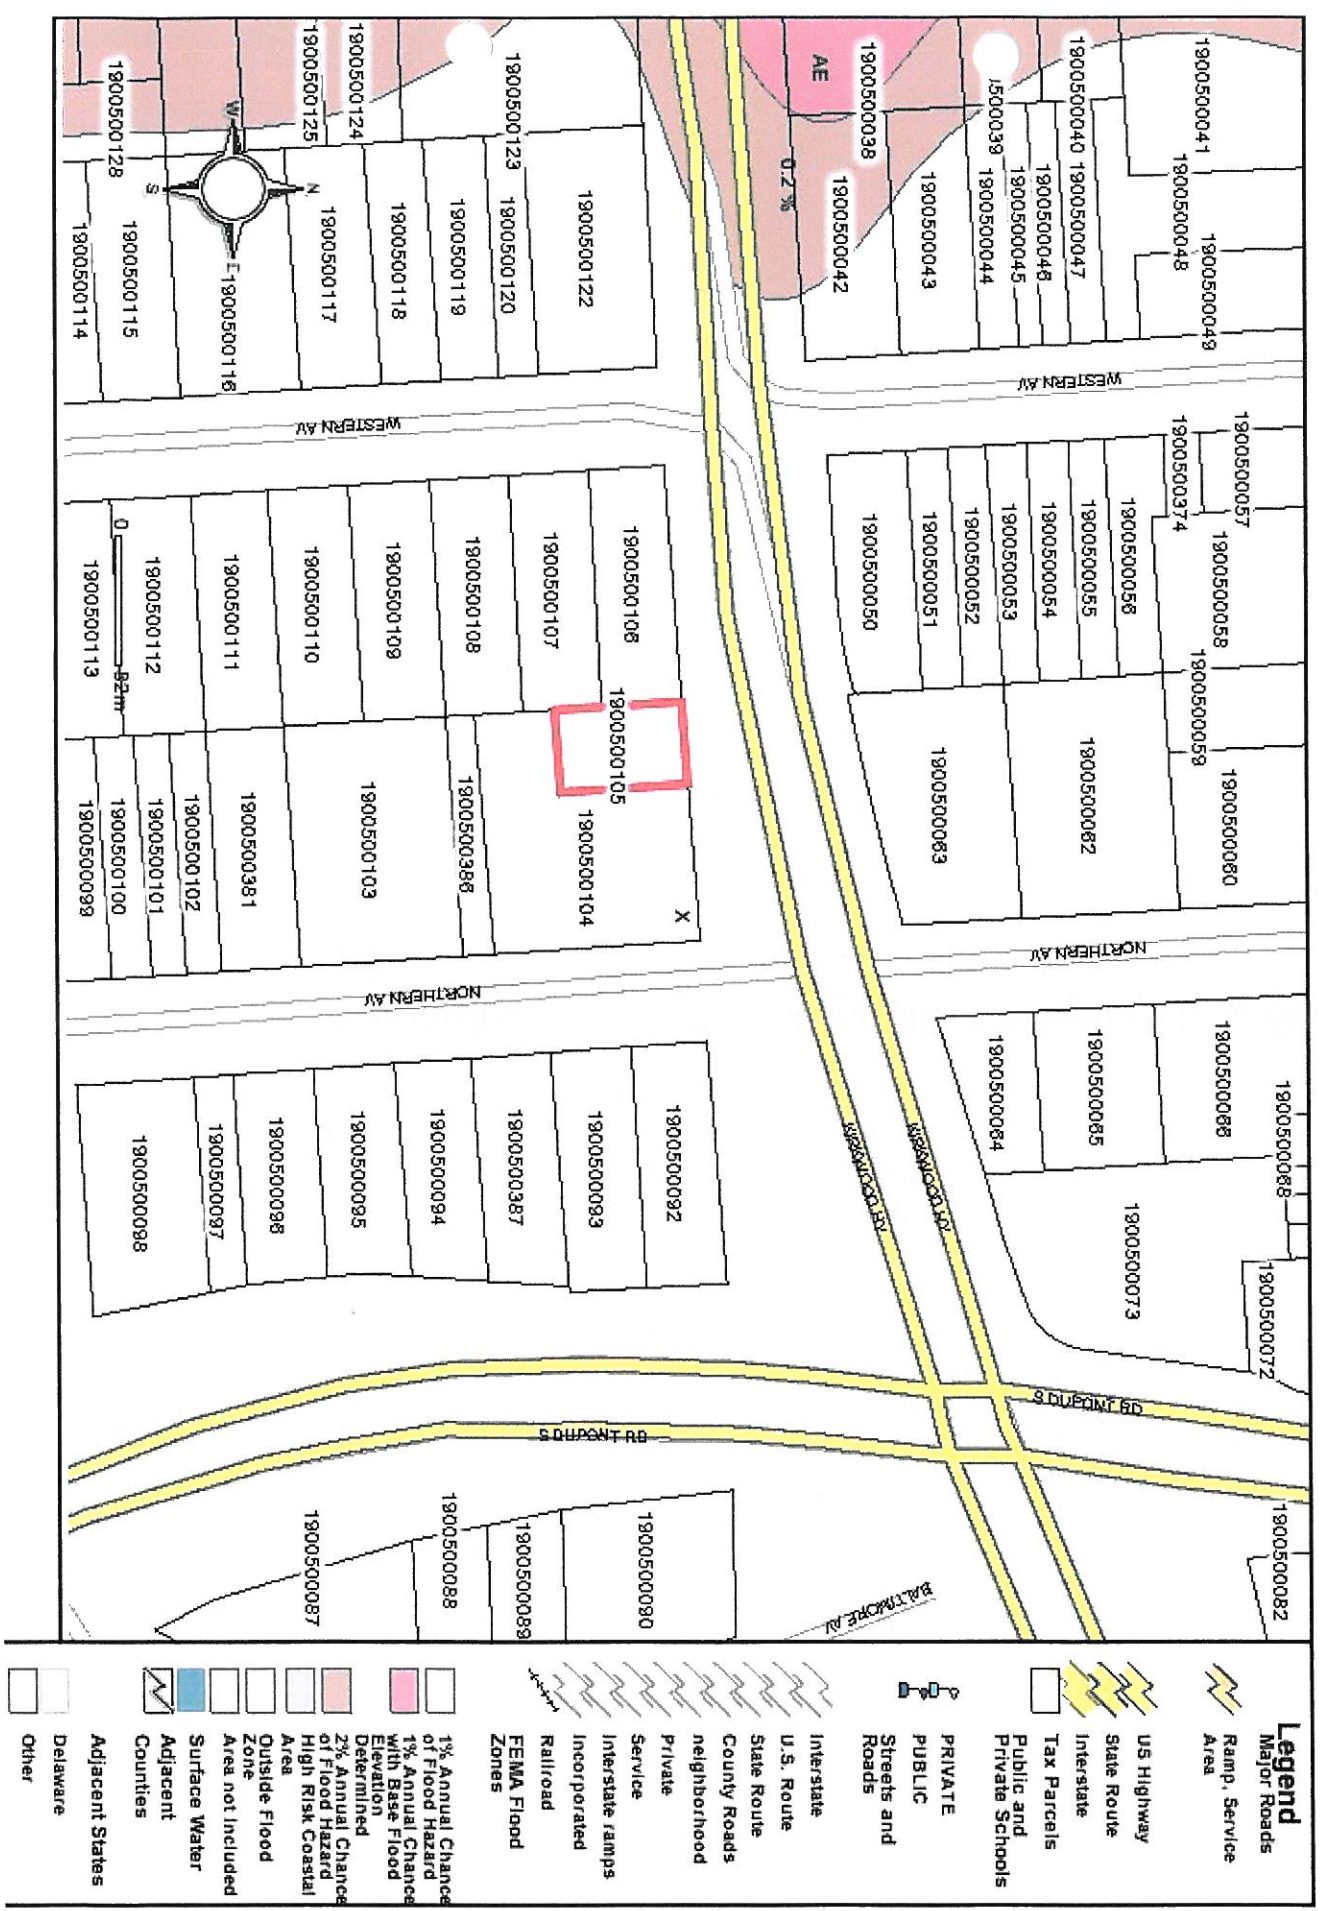 1900500041
1900500048
1900500049
1900500040
1900500047
1900500046
1900500045
1900500044
500039
1900500043
1900500038
1900500042
AE
0.2 %
WESTERN AV
1900500057
1900500374
1900500058
1900500059
1900500060
1900500056
1900500055
1900500054
1900500053
1900500052
1900500051
1900500050
1900500062
1900500063
NORTHERN AV
1900500066
1900500068
1900500065
1900500064
1900500073
1900500072
1900500082
S DUPONT RD
KIRKWOOD HY
KIRKWOOD HY
BALTIMORE AV
1900500122
1900500123
1900500120
1900500119
1900500118
1900500124
1900500117
1900500125
1900500116
1900500128
1900500115
1900500114
N
W
E
S
WESTERN AV
1900500106
1900500105
1900500107
1900500108
1900500109
1900500110
1900500111
1900500112
1900500113
0
82m
X
1900500104
1900500386
1900500103
1900500381
1900500102
1900500101
1900500100
1900500099
NORTHERN AV
1900500092
1900500093
1900500387
1900500094
1900500095
1900500096
1900500097
1900500098
S DUPONT RD
1900500090
1900500089
1900500088
1900500087
Legend
Major Roads
Ramp, Service
Area
US Highway
State Route
Interstate
Tax Parcels
Public and
Private Schools
PRIVATE
PUBLIC
Streets and
Roads
Interstate
U.S. Route
State Route
County Roads
neighborhood
Private
Service
Interstate ramps
Incorporated
Railroad
FEMA Flood
Zones
1% Annual Chance
of Flood Hazard
1% Annual Chance
with Base Flood
Elevation
Determined
2% Annual Chance
of Flood Hazard
High Risk Coastal
Area
Outside Flood
Zone
Area not Included
Surface Water
Adjacent
Counties
Adjacent States
Delaware
Other